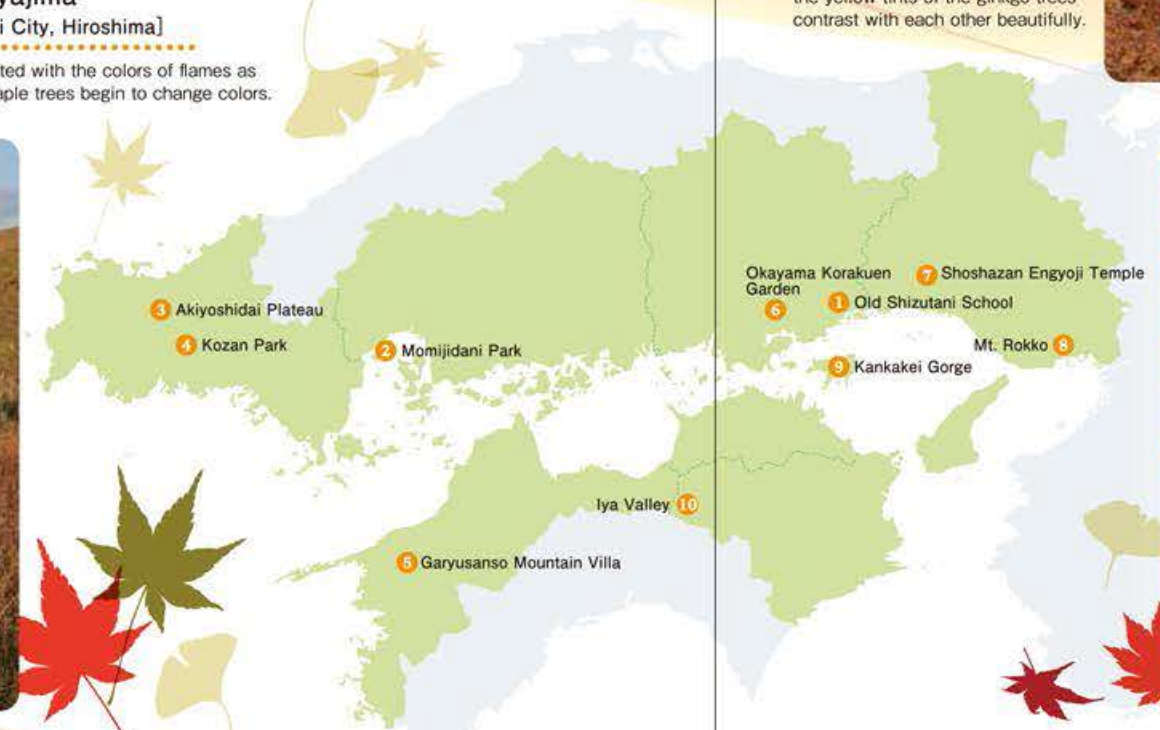 i City, Hiroshima]
ted with the colors of flames as
aple trees begin to change colors.
contrast with each other beautifully.
3 Akiyoshidai Plateau
4 Kozan Park
2 Momijidani Park
Okayama Korakuen
Garden
6
7 Shoshazan Engyoji Temple
1 Old Shizutani School
Mt. Rokko 8
9 Kankakei Gorge
Iya Valley 10
5 Garyusanso Mountain Villa